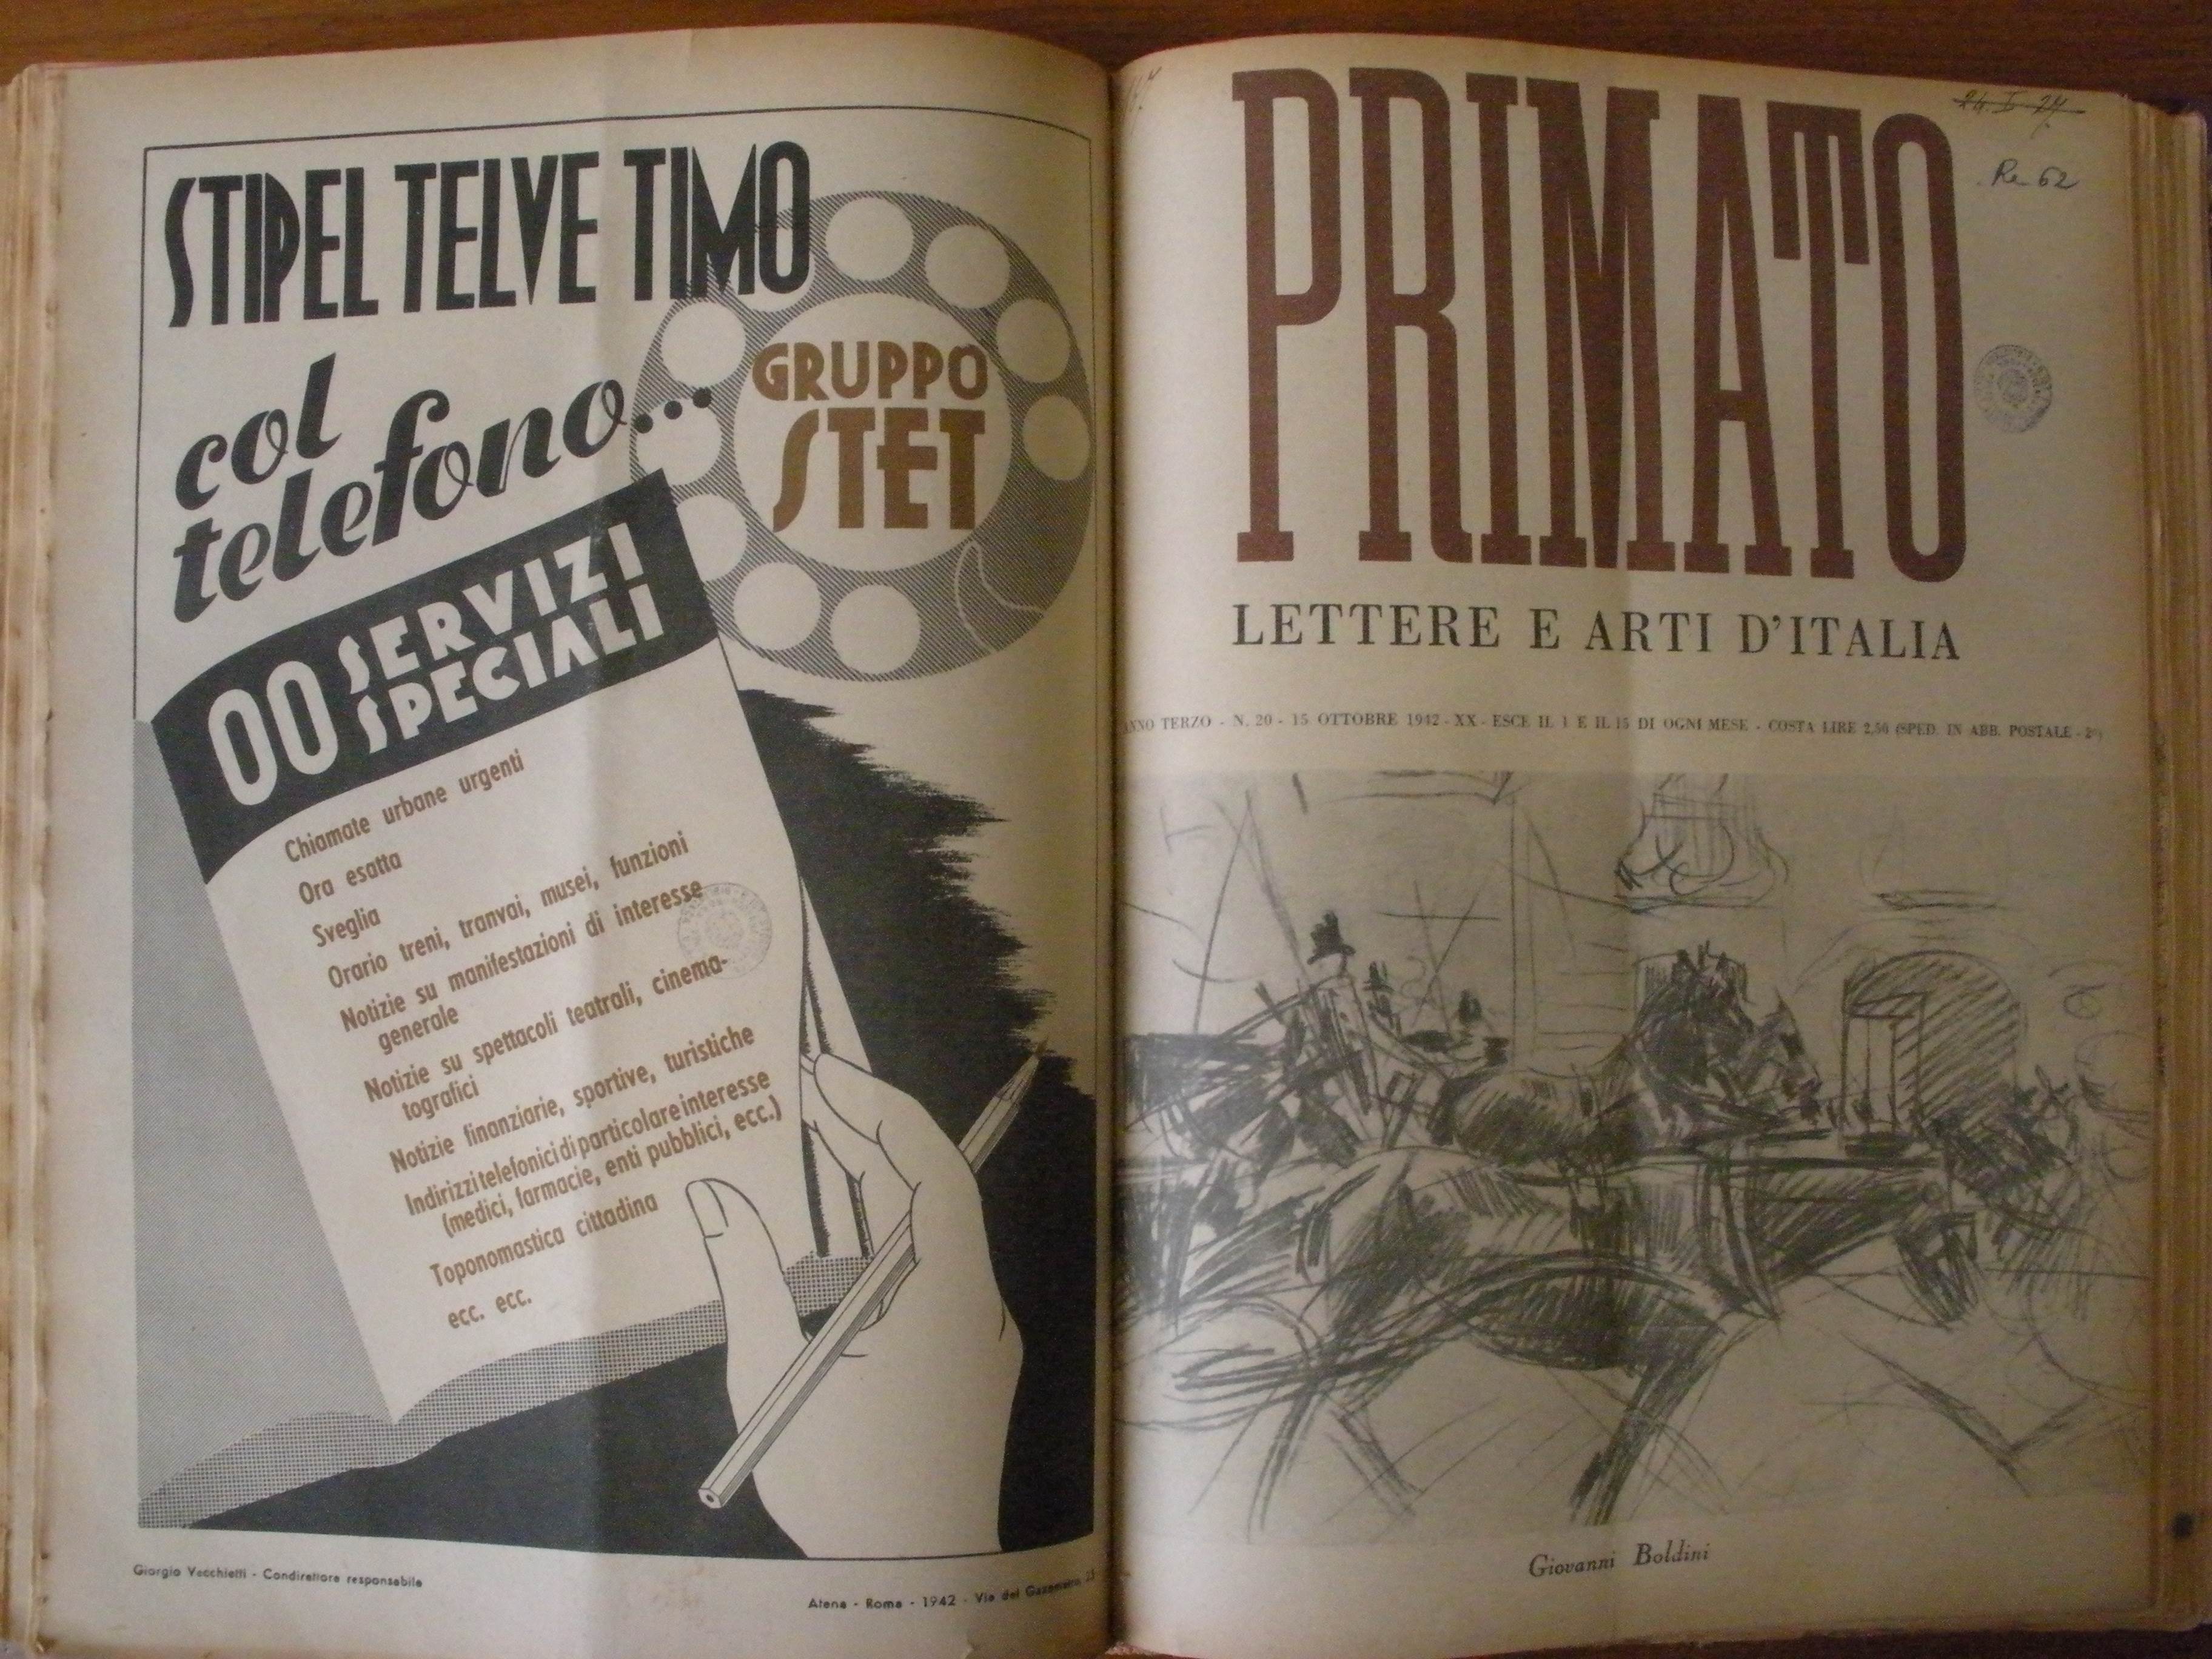 STIPEL TELVE TIMO
col
telefono...
GRUPPO
STET
00 SERVIZI
SPECIALI
Chiamate urbane urgenti
Ora esatta
Sveglia
Orario treni, tranvai, musei, funzioni
Notizie su manifestazioni di interesse
generale
Notizie su spettacoli teatrali, cinema-
tografici
Notizie finanziarie, sportive, turistiche
Indirizzi telefonici di particolare interesse
(medici, farmacie, enti pubblici, ecc.)
Toponomastica cittadina
ecc. ecc.
Giorgio Vecchietti - Condirettore responsabile
Atena - Roma - 1942 - Via del Gazometro
PRIMATO
Re 62
LETTERE E ARTI D'ITALIA
ANNO TERZO - N. 20 - 15 OTTOBRE 1942 - XX - ESCE IL 1 E IL 15 DI OGNI MESE - COSTA LIRE 2,50 (SPED. IN ABB. POSTALE -
Giovanni Boldini